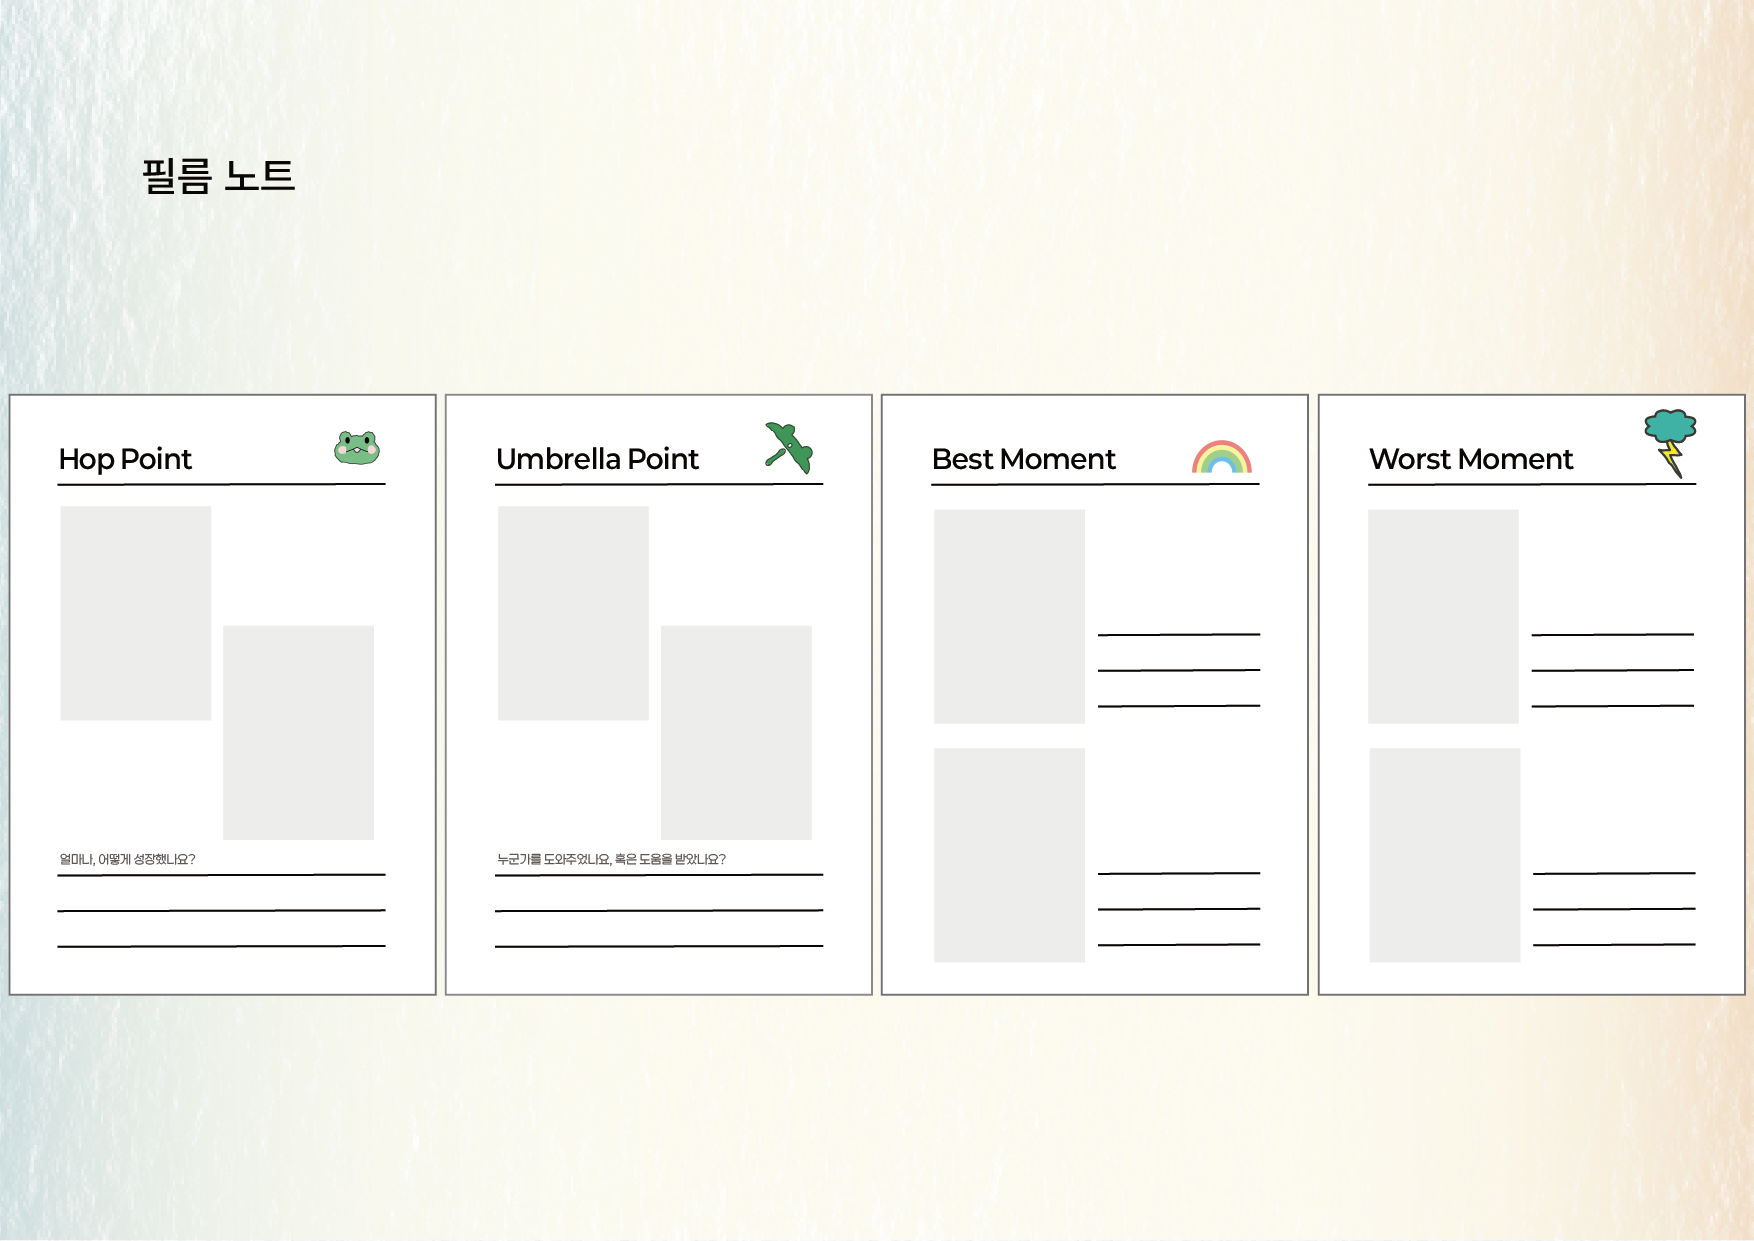 필름 노트
Hop Point
얼마나, 어떻게 성장했나요?
Umbrella Point
누군가를 도와주었나요, 혹은 도움을 받았나요?
Best Moment
Worst Moment